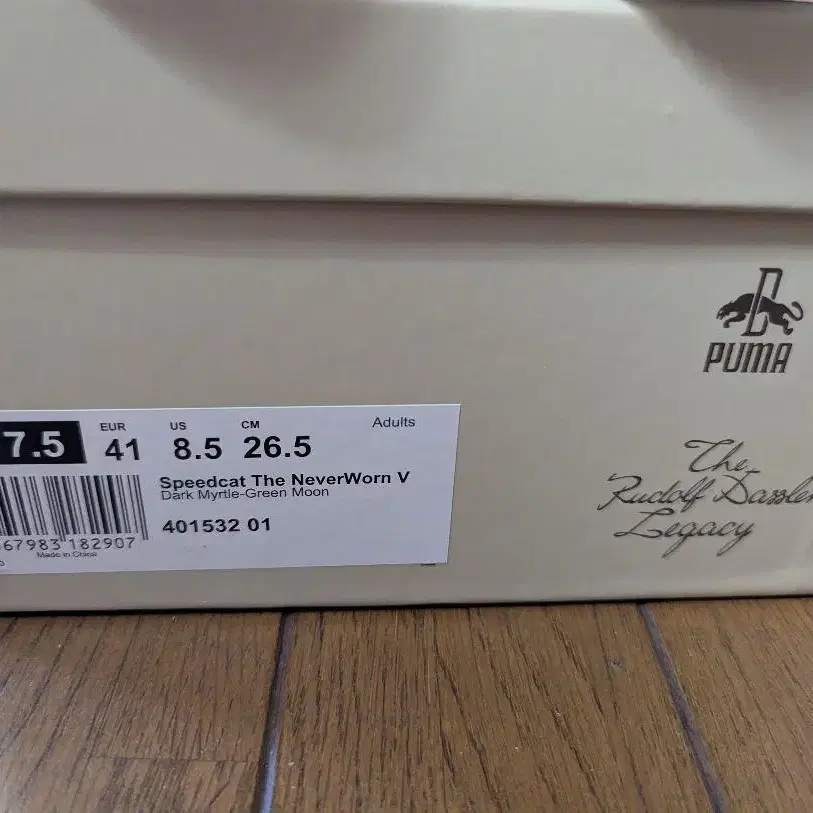 PUMA
EUR US CM Adults
7.5 41 8.5 26.5
Speedcat The NeverWorn V
Dark Myrtle-Green Moon
401532 01
67983 182907
Made in China
The
Rudolf Dassler
Legacy